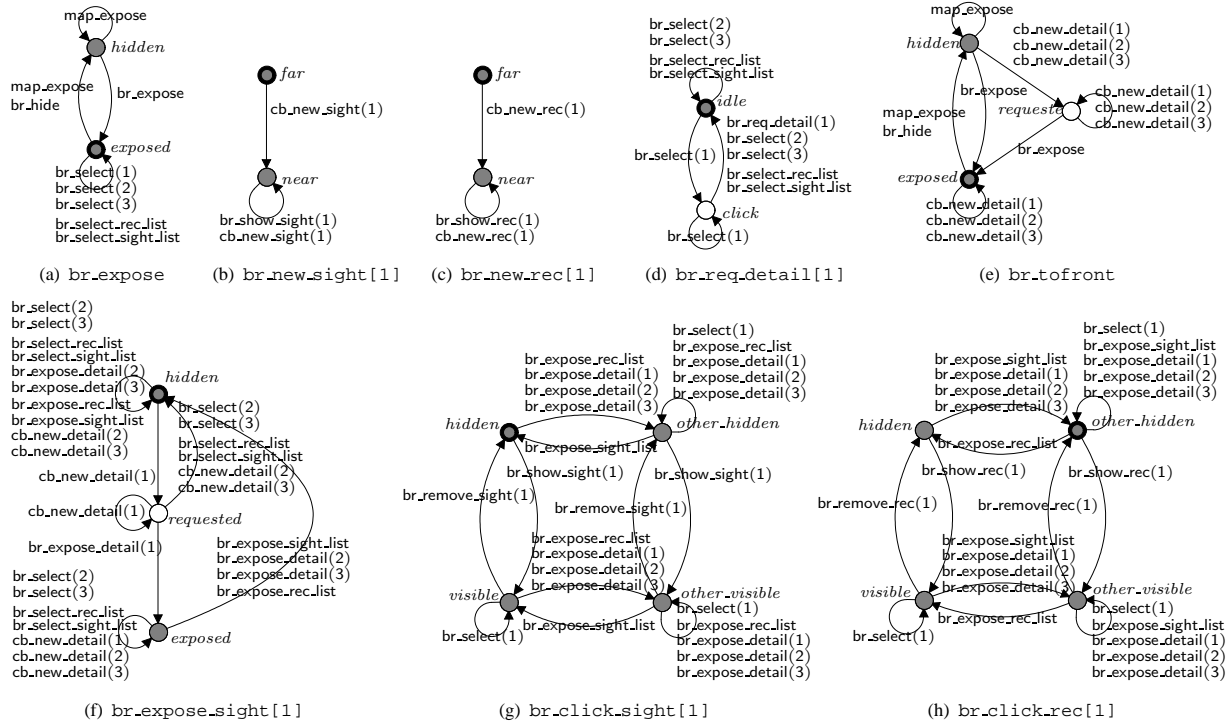 map_expose
hidden
map_expose
br_hide
br_expose
exposed
br_select(1)
br_select(2)
br_select(3)
br_select_rec_list
br_select_sight_list
(a) br_expose
far
cb_new_sight(1)
near
br_show_sight(1)
cb_new_sight(1)
(b) br_new_sight[1]
far
cb_new_rec(1)
near
br_show_rec(1)
cb_new_rec(1)
(c) br_new_rec[1]
br_select(2)
br_select(3)
br_select_rec_list
br_select_sight_list
idle
br_req_detail(1)
br_select(2)
br_select(3)
br_select_rec_list
br_select_sight_list
br_select(1)
click
br_select(1)
(d) br_req_detail[1]
map_expose
hidden
cb_new_detail(1)
cb_new_detail(2)
cb_new_detail(3)
br_expose
map_expose
br_hide
requeste
cb_new_detail(1)
cb_new_detail(2)
cb_new_detail(3)
br_expose
exposed
cb_new_detail(1)
cb_new_detail(2)
cb_new_detail(3)
(e) br_tofront
br_select(2)
br_select(3)
br_select_rec_list
br_select_sight_list
br_expose_detail(2)
br_expose_detail(3)
br_expose_rec_list
br_expose_sight_list
cb_new_detail(2)
cb_new_detail(3)
hidden
br_select(2)
br_select(3)
br_select_rec_list
br_select_sight_list
cb_new_detail(2)
cb_new_detail(3)
cb_new_detail(1)
cb_new_detail(1)
requested
br_expose_detail(1)
br_expose_sight_list
br_expose_detail(2)
br_expose_detail(3)
br_expose_rec_list
br_select(2)
br_select(3)
br_select_rec_list
br_select_sight_list
cb_new_detail(1)
cb_new_detail(2)
cb_new_detail(3)
exposed
(f) br_expose_sight[1]
br_expose_rec_list
br_expose_detail(1)
br_expose_detail(2)
br_expose_detail(3)
br_select(1)
br_expose_rec_list
br_expose_detail(1)
br_expose_detail(2)
br_expose_detail(3)
hidden
other_hidden
br_expose_sight_list
br_show_sight(1)
br_show_sight(1)
br_remove_sight(1)
br_remove_sight(1)
br_expose_rec_list
br_expose_detail(1)
br_expose_detail(2)
br_expose_detail(3)
visible
other_visible
br_select(1)
br_expose_sight_list
br_select(1)
br_expose_rec_list
br_expose_detail(1)
br_expose_detail(2)
br_expose_detail(3)
(g) br_click_sight[1]
br_expose_sight_list
br_expose_detail(1)
br_expose_detail(2)
br_expose_detail(3)
br_select(1)
br_expose_sight_list
br_expose_detail(1)
br_expose_detail(2)
br_expose_detail(3)
hidden
other_hidden
br_expose_rec_list
br_show_rec(1)
br_show_rec(1)
br_remove_rec(1)
br_remove_rec(1)
br_expose_sight_list
br_expose_detail(1)
br_expose_detail(2)
br_expose_detail(3)
visible
other_visible
br_select(1)
br_expose_rec_list
br_select(1)
br_expose_sight_list
br_expose_detail(1)
br_expose_detail(2)
br_expose_detail(3)
(h) br_click_rec[1]